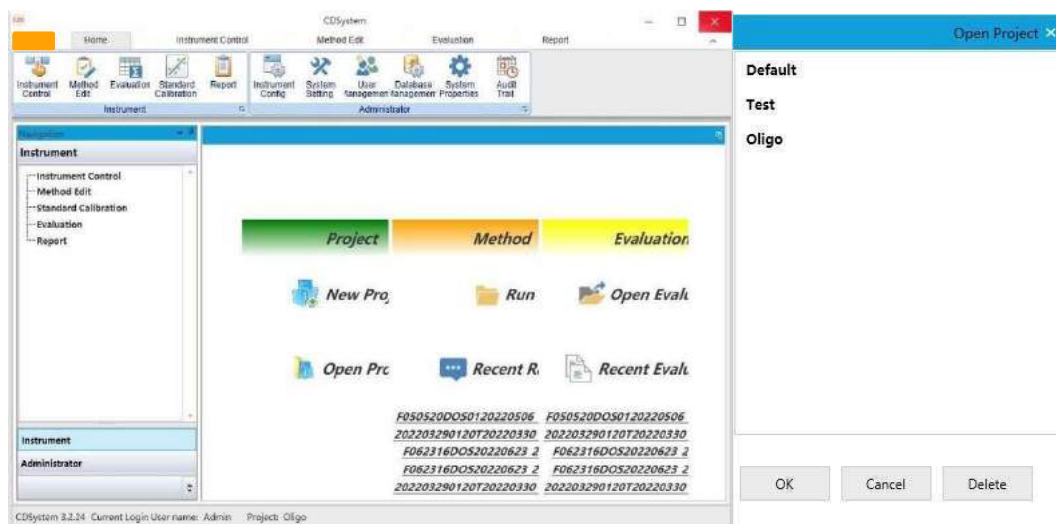 CDSystem
Home Instrument Control Method Edit Evaluation Report
Instrument Control
Method Edit
Evaluation
Standard Calibration
Report
Instrument Config
System Setting
User Managemen
Database Management
System Properties
Audit Trail
Instrument
Administrator
Navigation
Instrument
Instrument Control
Method Edit
Standard Calibration
Evaluation
Report
Instrument
Administrator
Project Method Evaluation
New Pro
Run
Open Evalu
Open Pro
Recent R
Recent Evalu
F050520DOS0120220506 F050520DOS0120220506
202203290120T20220330 202203290120T20220330
F062316DOS20220623 2 F062316DOS20220623 2
F062316DOS20220623 2 F062316DOS20220623 2
202203290120T20220330 202203290120T20220330
CDSystem 3.2.24 Current Login User name: Admin Project: Oligo
Open Project
Default
Test
Oligo
OK Cancel Delete